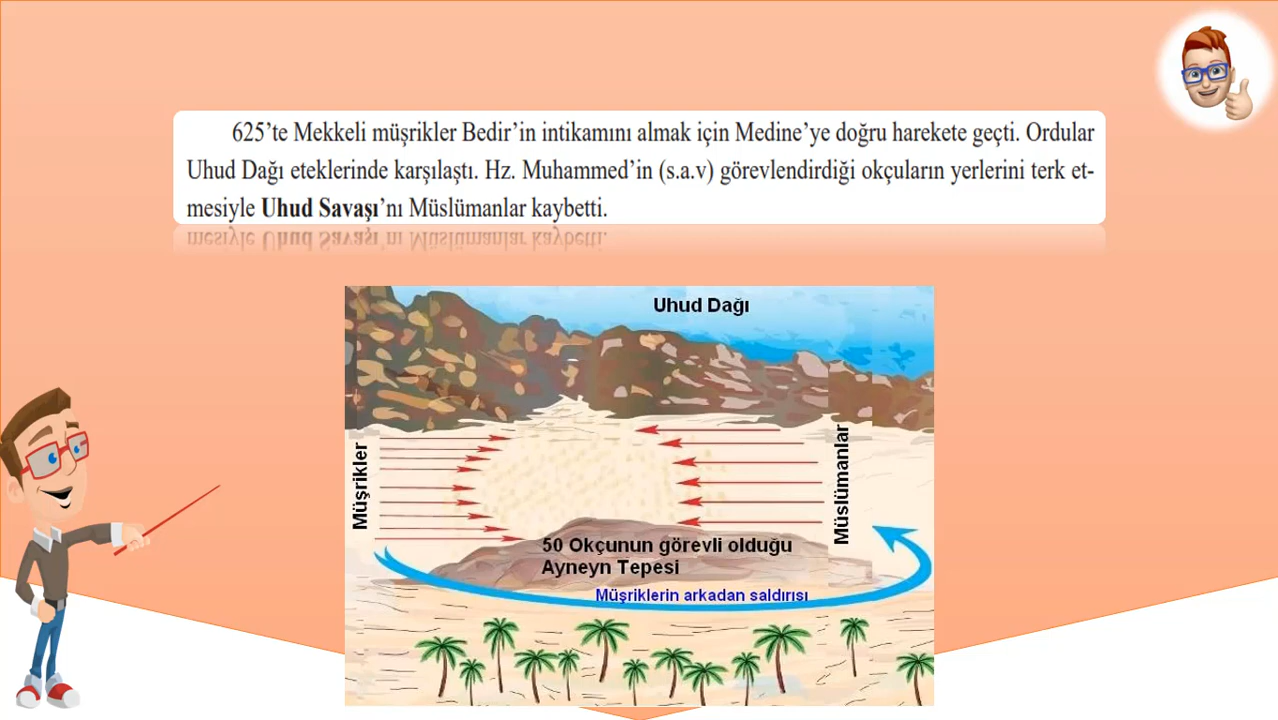 625’te Mekkeli müşrikler Bedir’in intikamını almak için Medine’ye doğru harekete geçti. Ordular
Uhud Dağı eteklerinde karşılaştı. Hz. Muhammed’in (s.a.v) görevlendirdiği okçuların yerlerini terk et-
mesiyle Uhud Savaşı’nı Müslümanlar kaybetti.
Uhud Dağı
Müşrikler
Müslümanlar
50 Okçunun görevli olduğu
Ayneyn Tepesi
Müşriklerin arkadan saldırısı